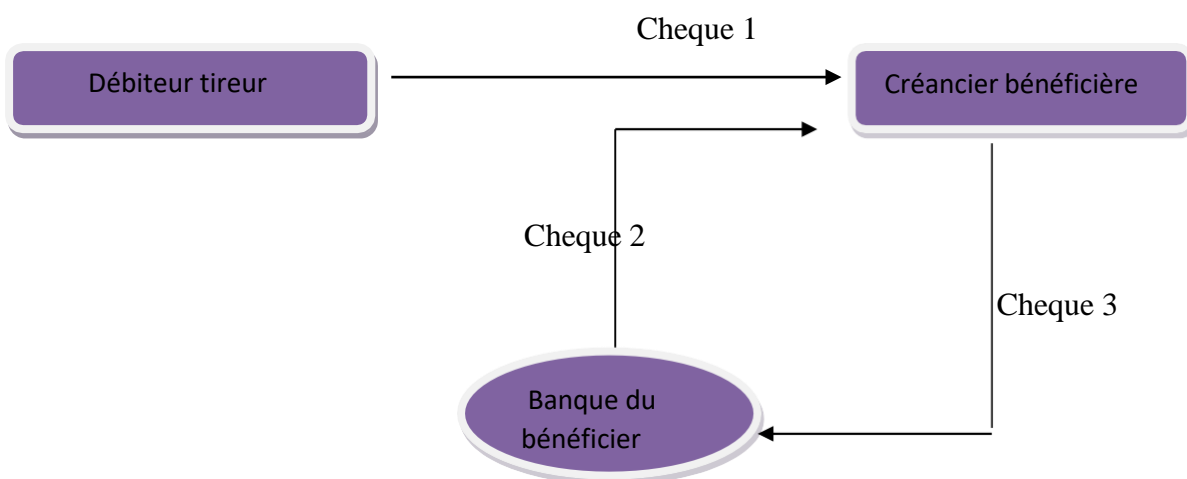 Cheque 1
Débiteur tireur
Créancier bénéficière
Cheque 2
Cheque 3
Banque du
bénéficier